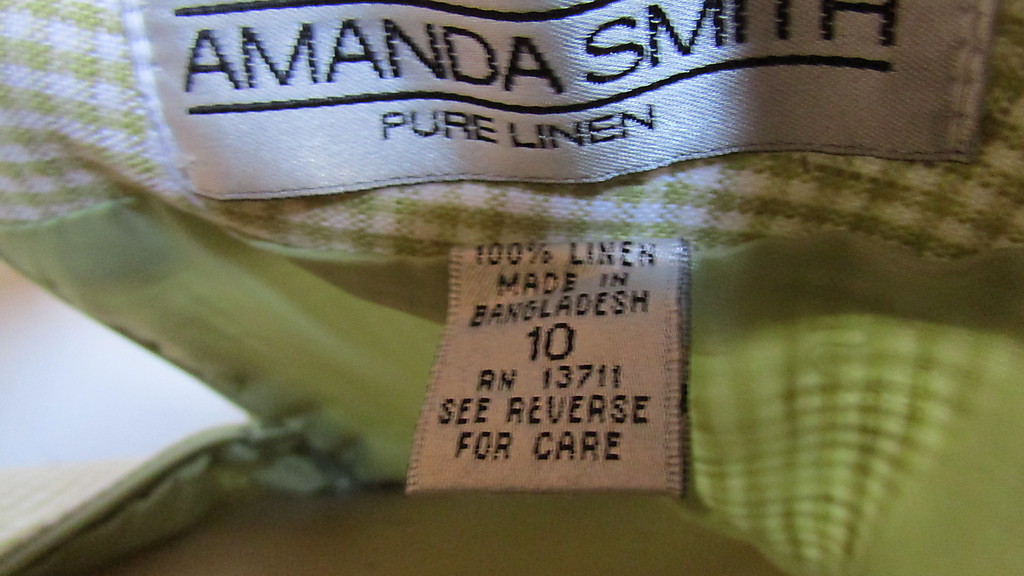 AMANDA SMITH
PURE LINEN
100% LINEN
MADE IN
BANGLADESH
10
RN 13711
SEE REVERSE
FOR CARE